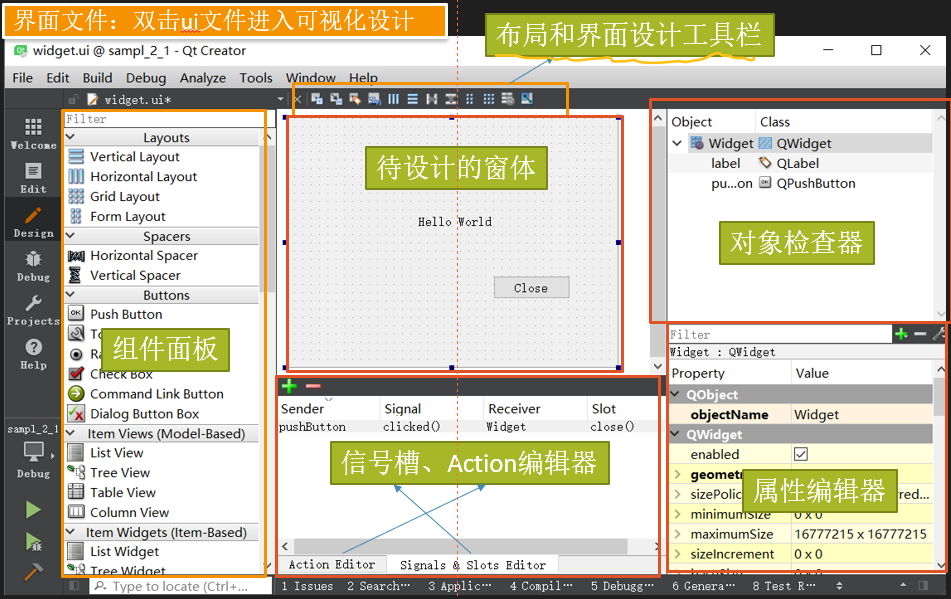 界面文件：双击ui文件进入可视化设计
布局和界面设计工具栏
widget.ui @ sampl_2_1 - Qt Creator
File Edit Build Debug Analyze Tools Window Help
widget.ui*
Welcome
Edit
Design
Debug
Projects
Help
sampl_2_1
Debug
Filter
Layouts
Vertical Layout
Horizontal Layout
Grid Layout
Form Layout
Spacers
Horizontal Spacer
Vertical Spacer
Buttons
Push Button
组件面板
Check Box
Command Link Button
Dialog Button Box
Item Views (Model-Based)
List View
Tree View
Table View
Column View
Item Widgets (Item-Based)
List Widget
Tree Widget
待设计的窗体
Hello World
Close
Sender Signal Receiver Slot
pushButton clicked() Widget close()
信号槽、Action编辑器
Action Editor Signals & Slots Editor
Object Class
Widget QWidget
label QLabel
pu...on QPushButton
对象检查器
Filter
Widget : QWidget
Property Value
QObject
objectName Widget
QWidget
enabled
属性编辑器
minimumSize 0 x 0
maximumSize 16777215 x 16777215
sizeIncrement 0 x 0
Type to locate (Ctrl+... 1 Issues 2 Search... 3 Applic... 4 Compil... 5 Debugg... 6 Genera... 8 Test R...